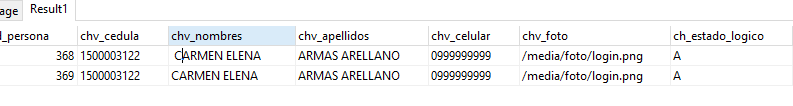 age Result1
l_persona chv_cedula chv_nombres chv_apellidos chv_celular chv_foto ch_estado_logico
368 1500003122 CARMEN ELENA ARMAS ARELLANO 0999999999 /media/foto/login.png A
369 1500003122 CARMEN ELENA ARMAS ARELLANO 0999999999 /media/foto/login.png A